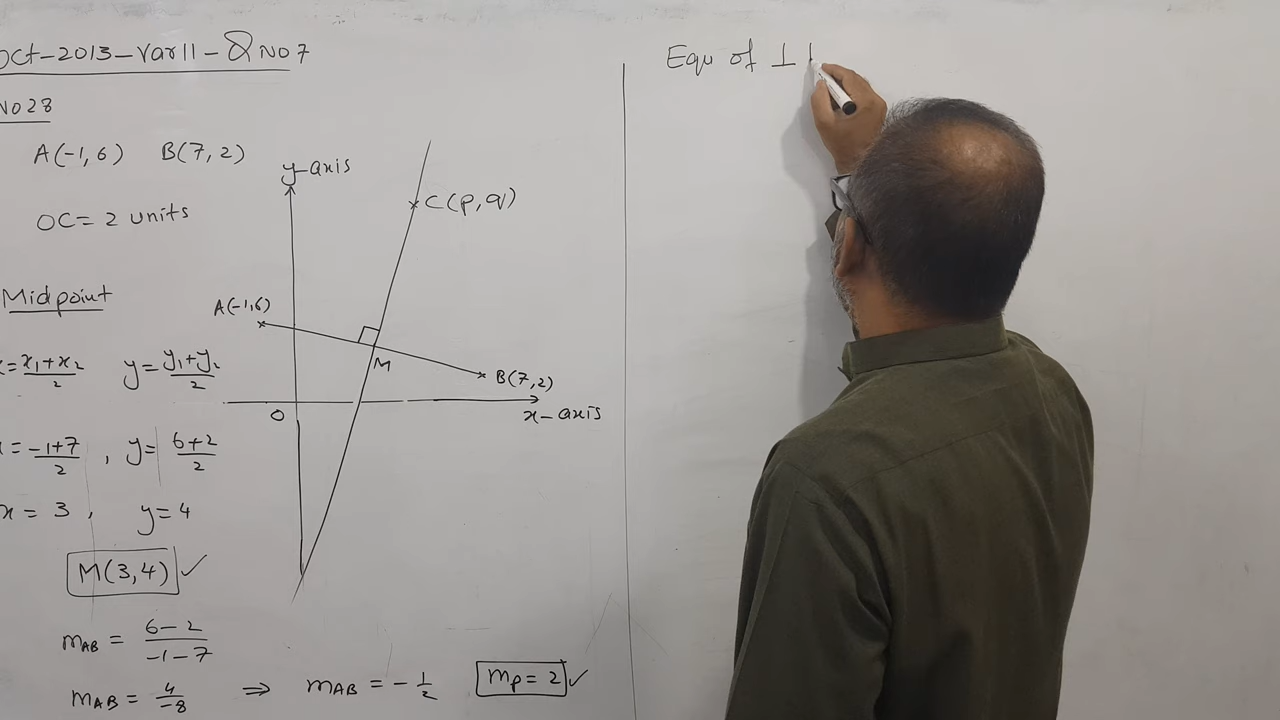 Oct-2013-Var11-QNo7
No28
A(-1,6) B(7,2)
OC= 2 units
Midpoint
x = x₁+x₂/2 y = y₁+y₂/2
x = -1+7/2 , y = 6+2/2
x = 3 , y = 4
M(3,4) ✓
mAB = 6-2/-1-7
mAB = 4/-8 ⇒ mAB = -1/2 mp = 2 ✓
y-axis
C(p,q)
A(-1,6)
M
B(7,2)
O
x-axis
Equ of ⊥